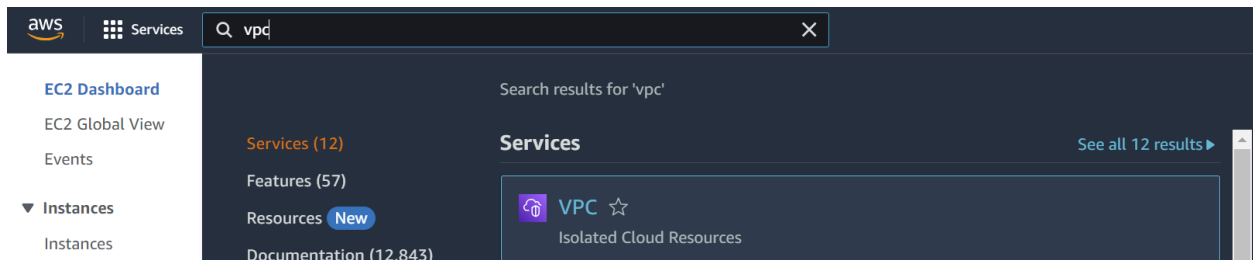 aws
Services
vpc
EC2 Dashboard
EC2 Global View
Events
Instances
Instances
Search results for 'vpc'
Services (12)
Features (57)
Resources New
Documentation (12,843)
Services
See all 12 results
VPC
Isolated Cloud Resources